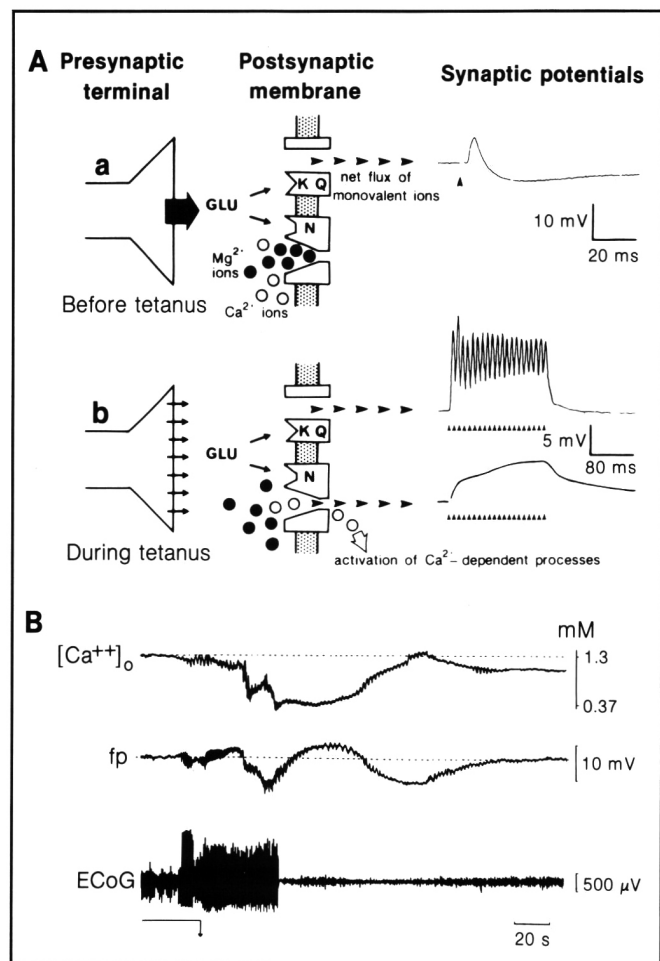 A
Presynaptic terminal
Postsynaptic membrane
Synaptic potentials
a
GLU
K Q
N
net flux of
monovalent ions
Mg2+
ions
Ca2+ ions
Before tetanus
10 mV
20 ms
b
GLU
K Q
N
During tetanus
activation of Ca2+– dependent processes
5 mV
80 ms
B
mM
[Ca++]o
1.3
0.37
fp
10 mV
ECoG
500 µV
20 s